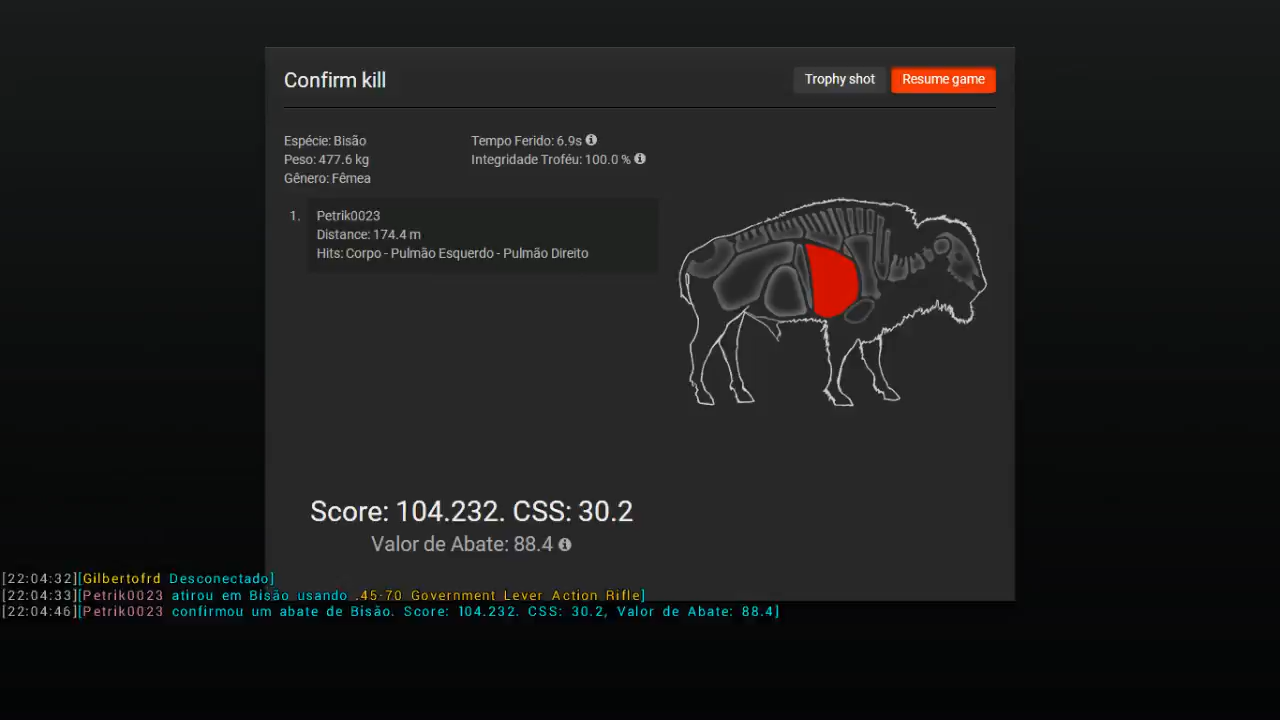 Confirm kill
Trophy shot
Resume game
Espécie: Bisão
Peso: 477.6 kg
Gênero: Fêmea
Tempo Ferido: 6.9s
Integridade Troféu: 100.0 %
1. Petrik0023
Distance: 174.4 m
Hits: Corpo - Pulmão Esquerdo - Pulmão Direito
Score: 104.232. CSS: 30.2
Valor de Abate: 88.4
[22:04:32][Gilbertofrd Desconectado]
[22:04:33][Petrik0023 atirou em Bisão usando .45-70 Government Lever Action Rifle]
[22:04:46][Petrik0023 confirmou um abate de Bisão. Score: 104.232. CSS: 30.2, Valor de Abate: 88.4]